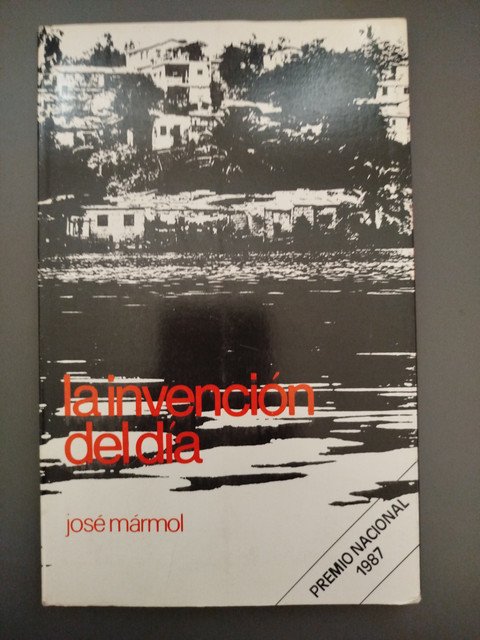 la invención
del día
josé mármol
PREMIO NACIONAL
1987